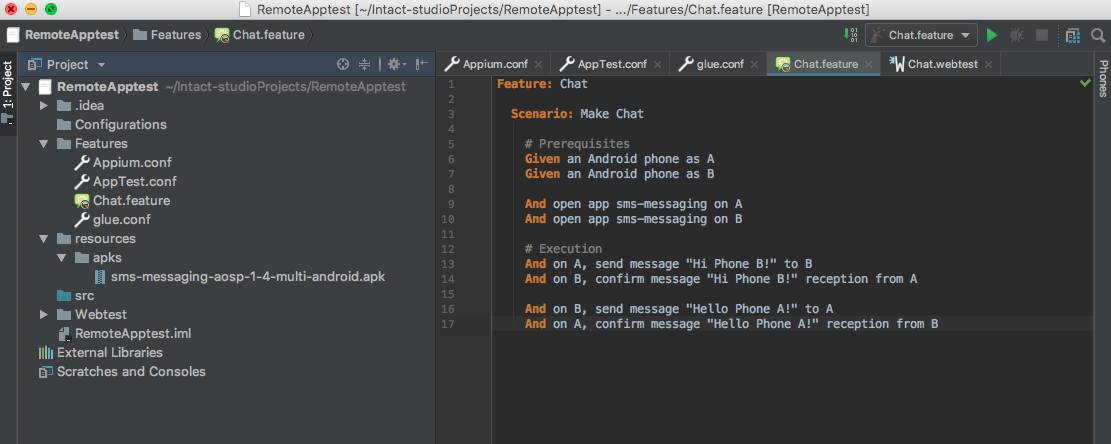 RemoteApptest [~/Intact-studioProjects/RemoteApptest] - .../Features/Chat.feature [RemoteApptest]
RemoteApptest Features Chat.feature
Chat.feature
1: Project
Project
RemoteApptest ~/Intact-studioProjects/RemoteApptest
.idea
Configurations
Features
Appium.conf
AppTest.conf
Chat.feature
glue.conf
resources
apks
sms-messaging-aosp-1-4-multi-android.apk
src
Webtest
RemoteApptest.iml
External Libraries
Scratches and Consoles
Appium.conf AppTest.conf glue.conf Chat.feature Chat.webtest
1 Feature: Chat
2
3 Scenario: Make Chat
4
5 # Prerequisites
6 Given an Android phone as A
7 Given an Android phone as B
8
9 And open app sms-messaging on A
10 And open app sms-messaging on B
11
12 # Execution
13 And on A, send message "Hi Phone B!" to B
14 And on B, confirm message "Hi Phone B!" reception from A
15
16 And on B, send message "Hello Phone A!" to A
17 And on A, confirm message "Hello Phone A!" reception from B
Phones